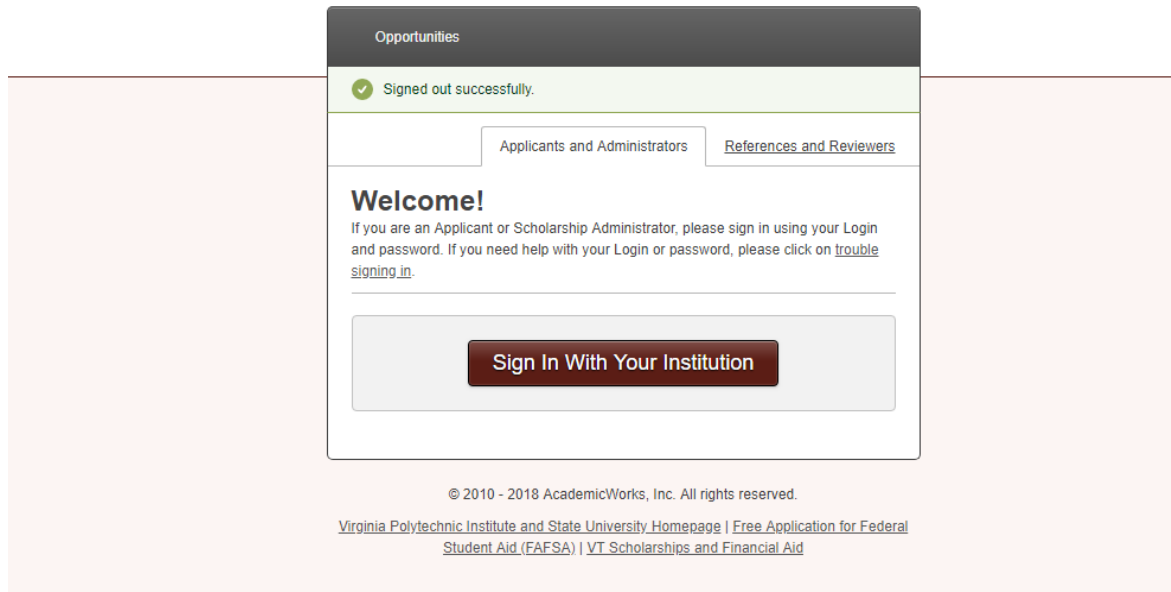 Opportunities
Signed out successfully.
Applicants and Administrators
References and Reviewers
Welcome!
If you are an Applicant or Scholarship Administrator, please sign in using your Login
and password. If you need help with your Login or password, please click on trouble
signing in.
Sign In With Your Institution
© 2010 - 2018 AcademicWorks, Inc. All rights reserved.
Virginia Polytechnic Institute and State University Homepage | Free Application for Federal
Student Aid (FAFSA) | VT Scholarships and Financial Aid